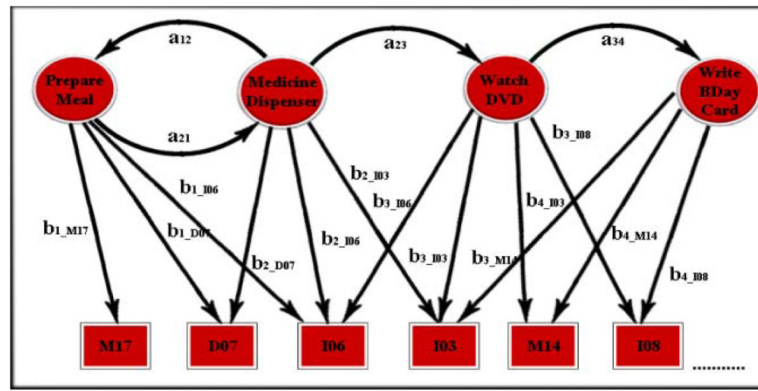 a12
a23
a34
Prepare
Meal
Medicine
Dispenser
Watch
DVD
Write
BDay
Card
a21
b3_I08
b1_I06
b2_I03
b3_I06
b4_I03
b1_M17
b1_D07
b2_I06
b4_M14
b2_D07
b3_I03
b3_M14
b4_I08
M17
D07
I06
I03
M14
I08
...........